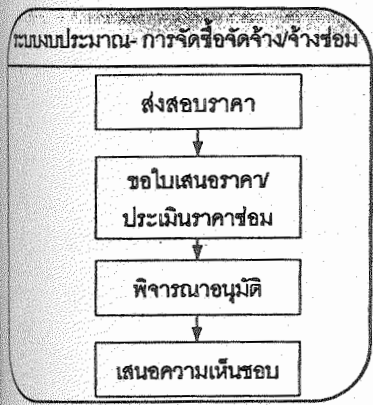 ระบบงบประมาณ- การจัดซื้อจัดจ้าง/จ้างซ่อม
ส่งสอบราคา
ขอใบเสนอราคา/
ประเมินราคาซ่อม
พิจารณาอนุมัติ
เสนอความเห็นชอบ